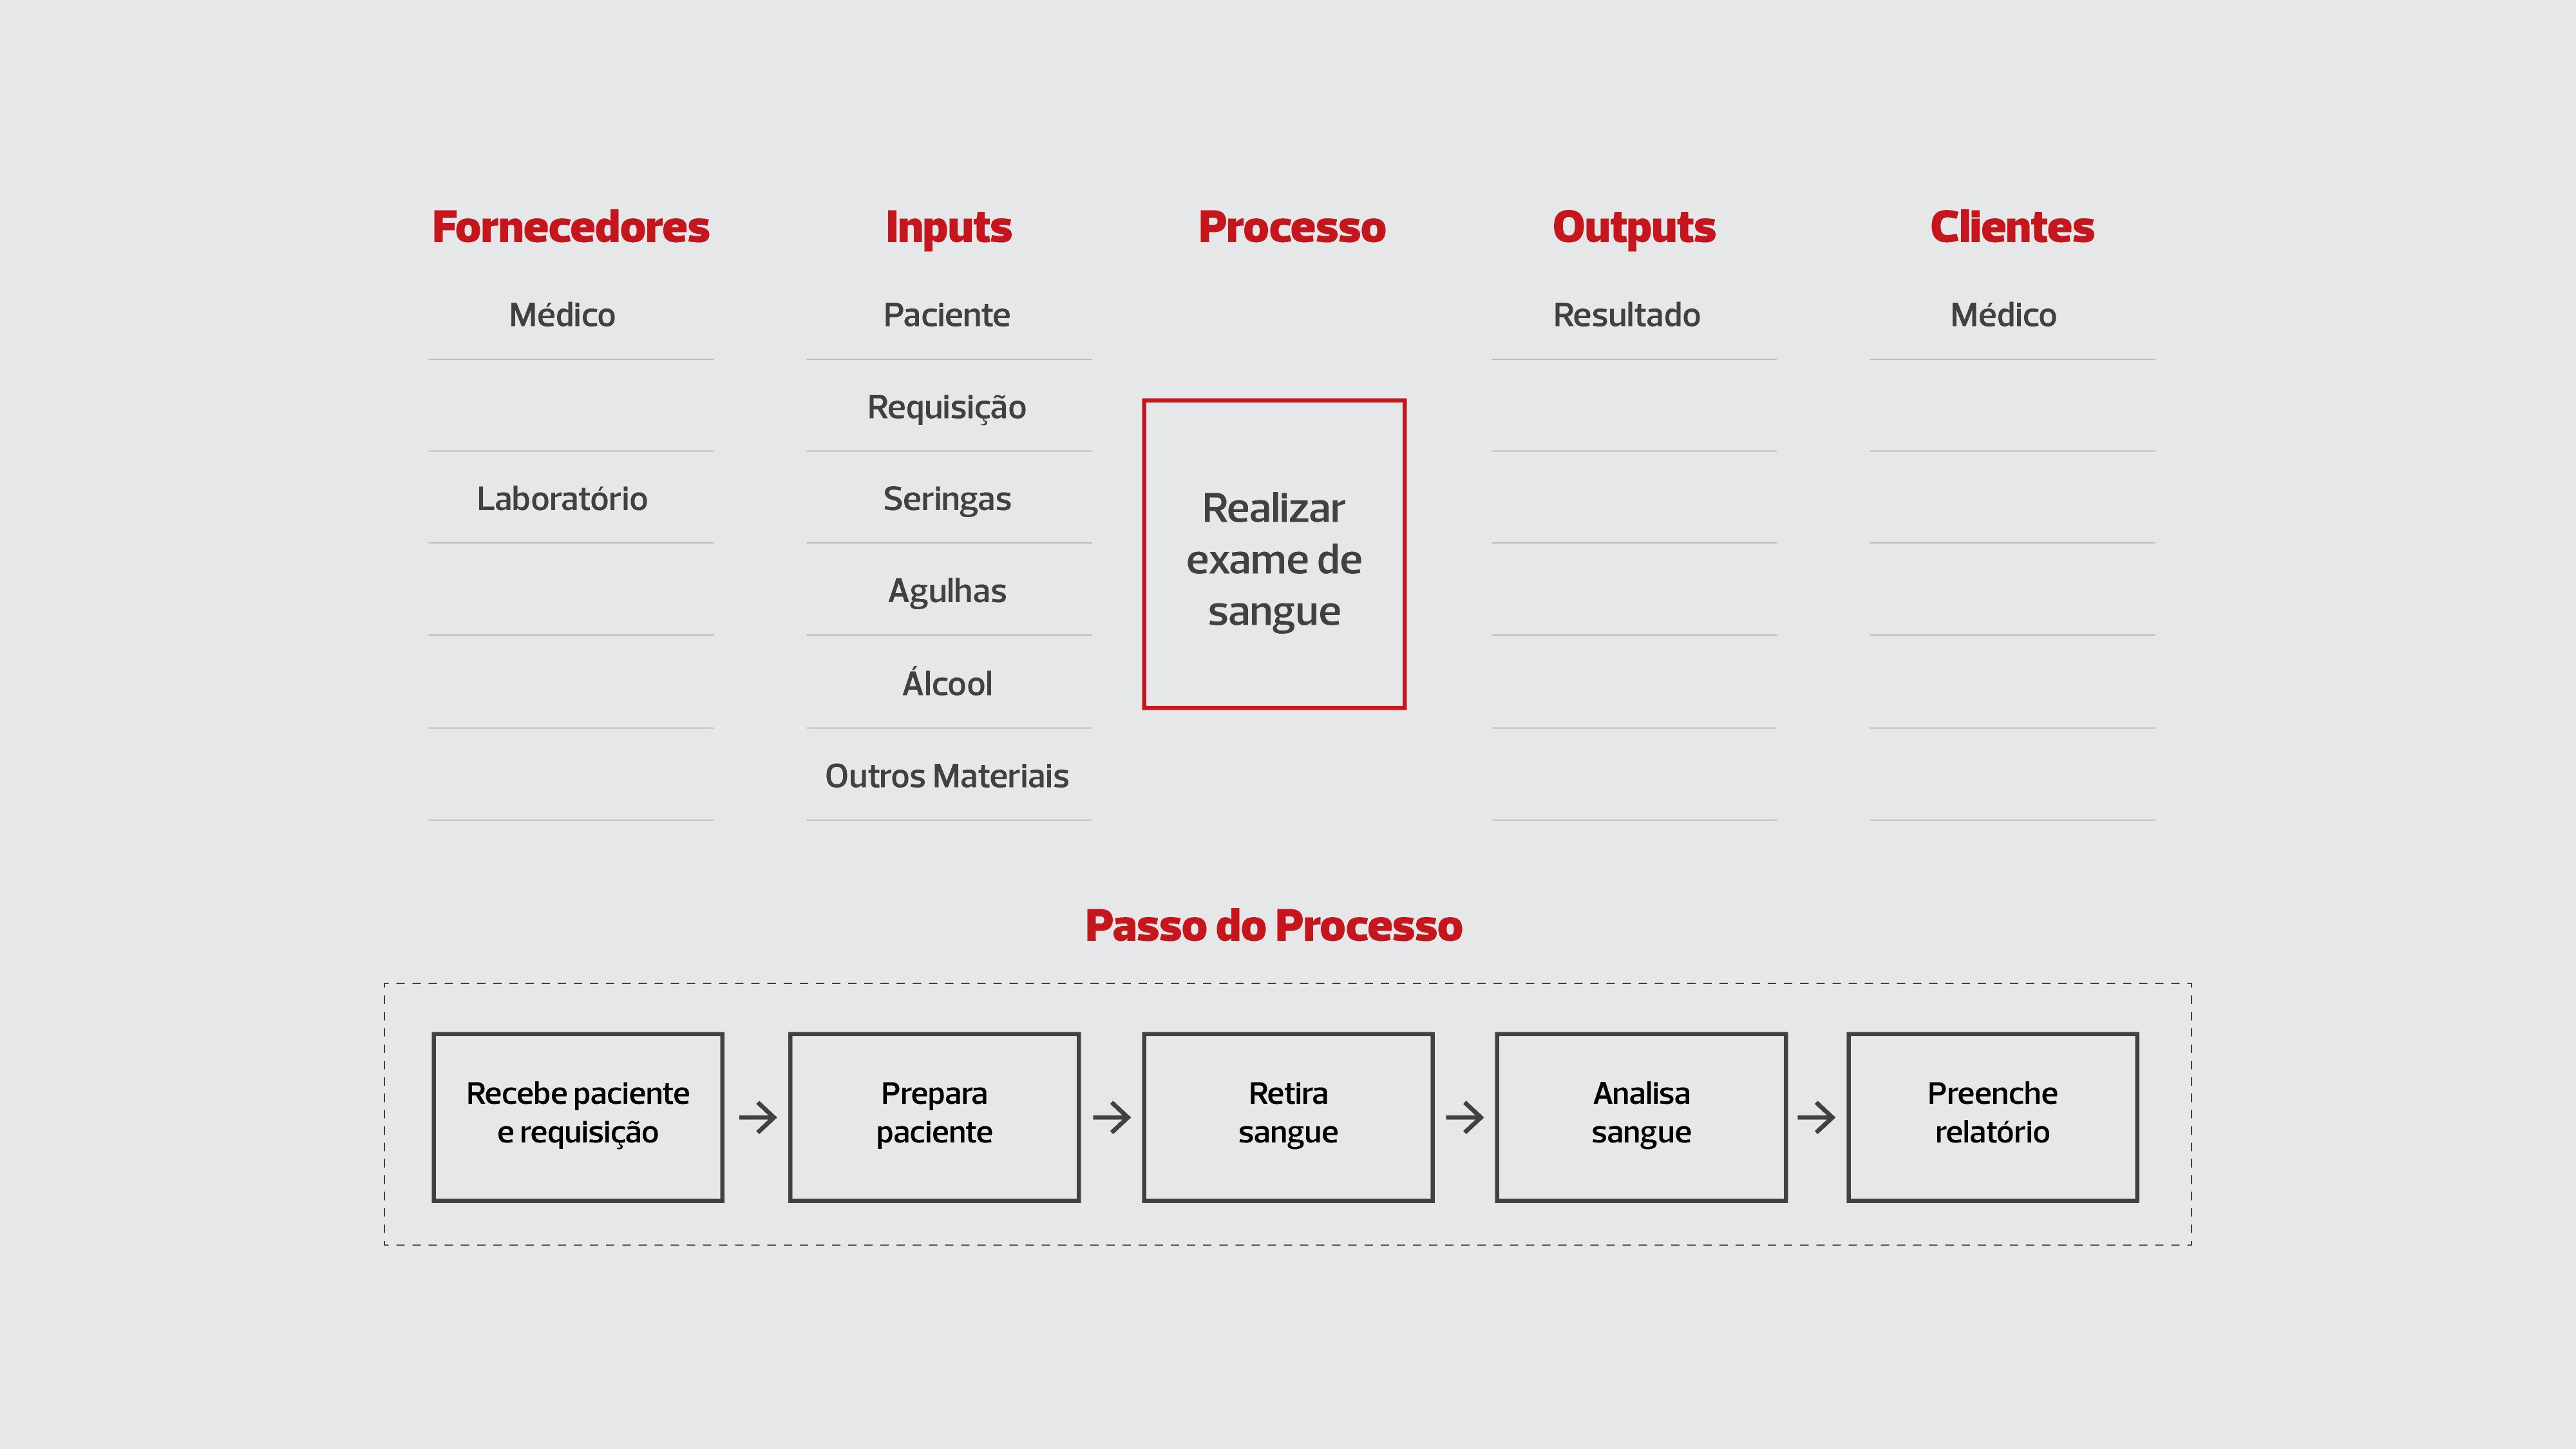 Fornecedores Inputs Processo Outputs Clientes
Médico Paciente Resultado Médico
Requisição
Laboratório Seringas
Agulhas
Álcool
Outros Materiais
Realizar
exame de
sangue
Passo do Processo
Recebe paciente
e requisição
Prepara
paciente
Retira
sangue
Analisa
sangue
Preenche
relatório